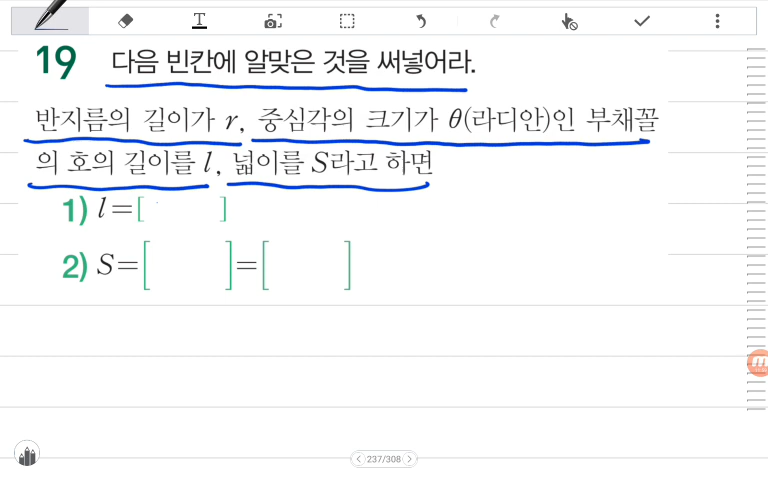 19 다음 빈칸에 알맞은 것을 써넣어라.
반지름의 길이가 r, 중심각의 크기가 θ(라디안)인 부채꼴
의 호의 길이를 l, 넓이를 S라고 하면
1) l=[ ]
2) S=[ ]=[ ]
237/308